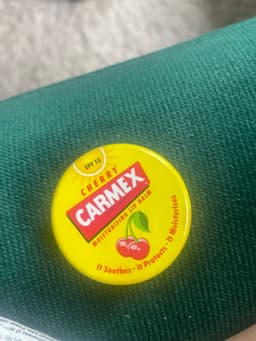 SPF 15
CHERRY
CARMEX
MOISTURISING LIP BALM
It Soothes • It Protects • It Moisturises